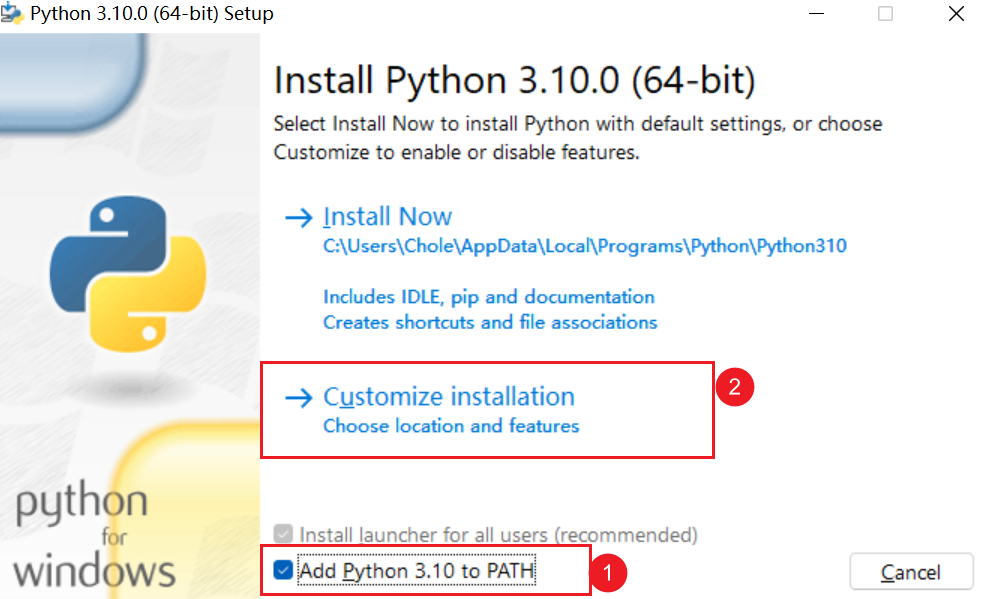 Python 3.10.0 (64-bit) Setup
Install Python 3.10.0 (64-bit)
Select Install Now to install Python with default settings, or choose
Customize to enable or disable features.
Install Now
C:\Users\Chole\AppData\Local\Programs\Python\Python310
Includes IDLE, pip and documentation
Creates shortcuts and file associations
Customize installation
Choose location and features
2
Install launcher for all users (recommended)
Add Python 3.10 to PATH
1
Cancel
python
for
windows